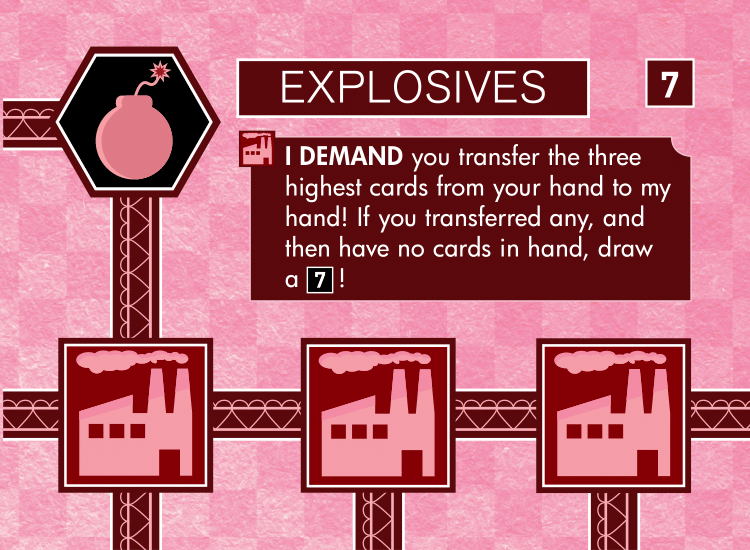 EXPLOSIVES
7
I DEMAND you transfer the three
highest cards from your hand to my
hand! If you transferred any, and
then have no cards in hand, draw
a 7 !